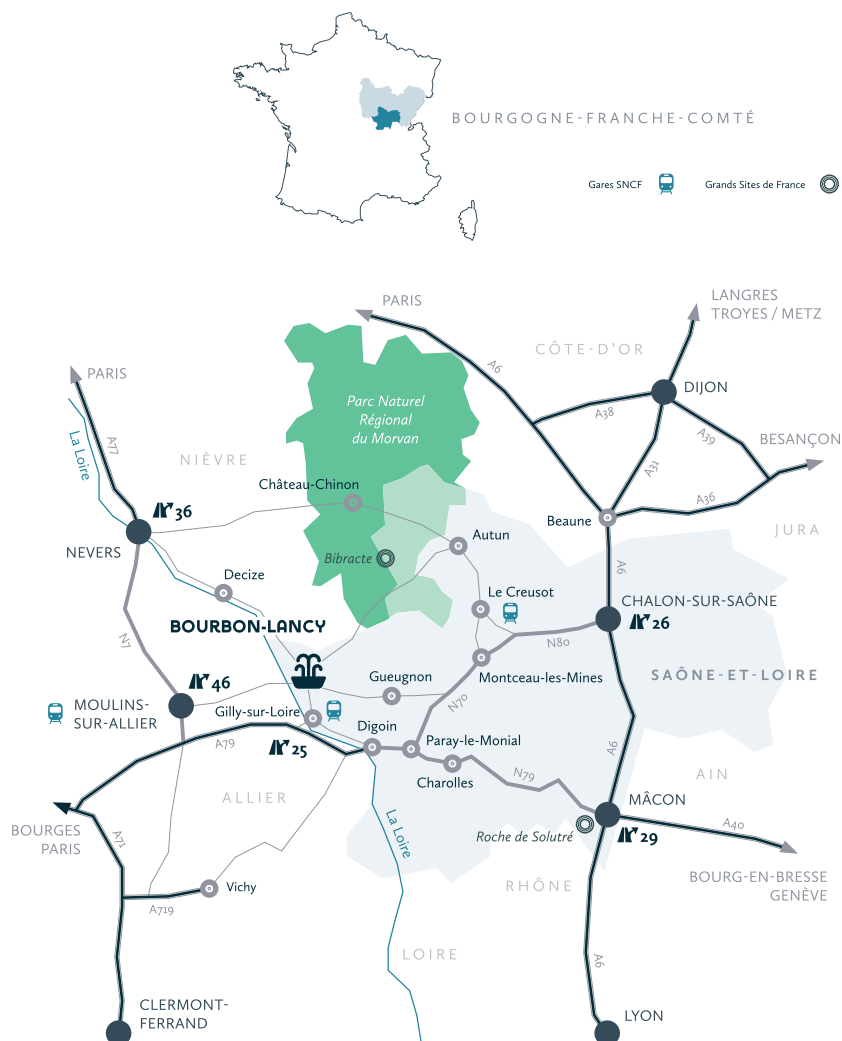 BOURGOGNE-FRANCHE-COMTÉ
Gares SNCF
Grands Sites de France
PARIS
LANGRES
TROYES / METZ
CÔTE-D'OR
A6
PARIS
DIJON
Parc Naturel
Régional
du Morvan
A38
A39
BESANÇON
A77
La Loire
NIÈVRE
A31
Château-Chinon
A36
36
Beaune
JURA
NEVERS
Autun
Bibracte
A6
Decize
Le Creusot
CHALON-SUR-SAÔNE
BOURBON-LANCY
26
N7
N80
SAÔNE-ET-LOIRE
46
Gueugnon
Montceau-les-Mines
MOULINS-
SUR-ALLIER
Gilly-sur-Loire
N70
Digoin
A79
25
Paray-le-Monial
A6
Charolles
N79
AIN
ALLIER
MÂCON
BOURGES
PARIS
A71
La Loire
Roche de Solutré
29
A40
BOURG-EN-BRESSE
GENÈVE
RHÔNE
Vichy
A719
LOIRE
A6
CLERMONT-
FERRAND
LYON